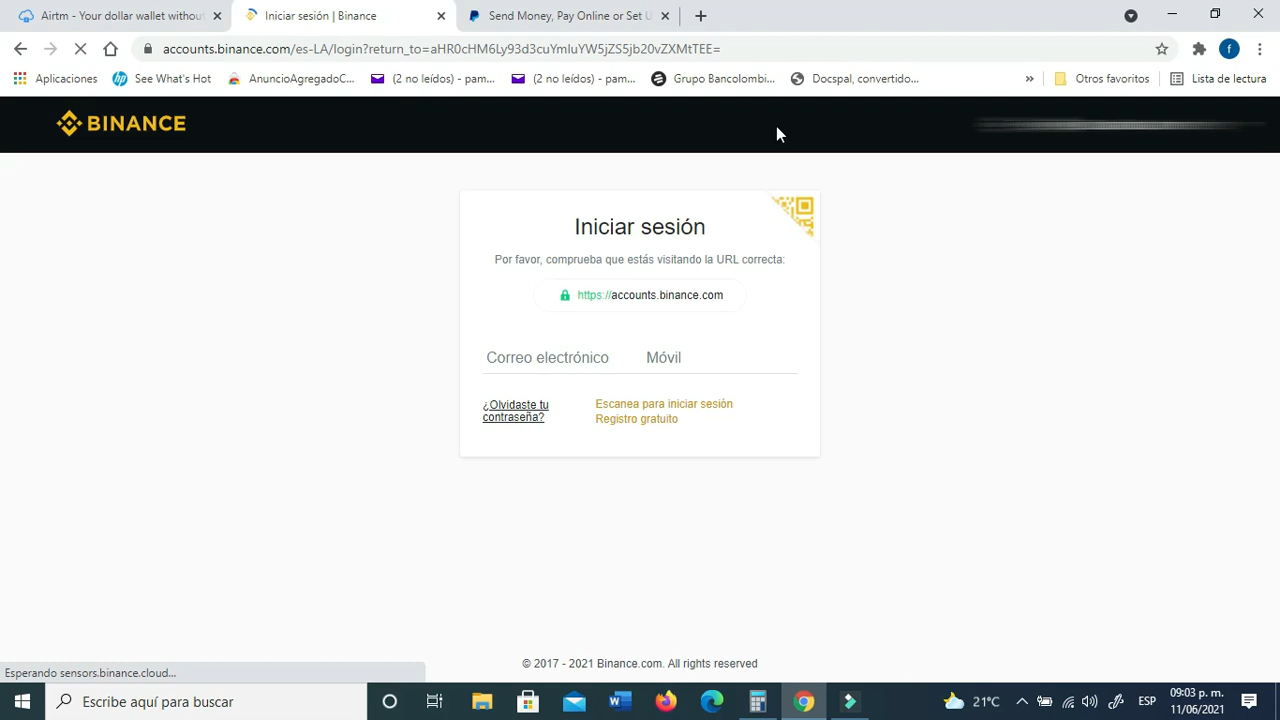 Airtm - Your dollar wallet without
Iniciar sesión | Binance
Send Money, Pay Online or Set U
accounts.binance.com/es-LA/login?return_to=aHR0cHM6Ly93d3cuYmluYW5jZS5jb20vZXMtTEE=
f
Aplicaciones
See What's Hot
AnuncioAgregadoC...
(2 no leídos) - pam...
(2 no leídos) - pam...
Grupo Bancolombi...
Docspal, convertido...
»
Otros favoritos
Lista de lectura
BINANCE
Iniciar sesión
Por favor, comprueba que estás visitando la URL correcta:
https://accounts.binance.com
Correo electrónico
Móvil
¿Olvidaste tu
contraseña?
Escanea para iniciar sesión
Registro gratuito
© 2017 - 2021 Binance.com. All rights reserved
Esperando sensors.binance.cloud...
Escribe aquí para buscar
21°C
ESP
09:03 p. m.
11/06/2021